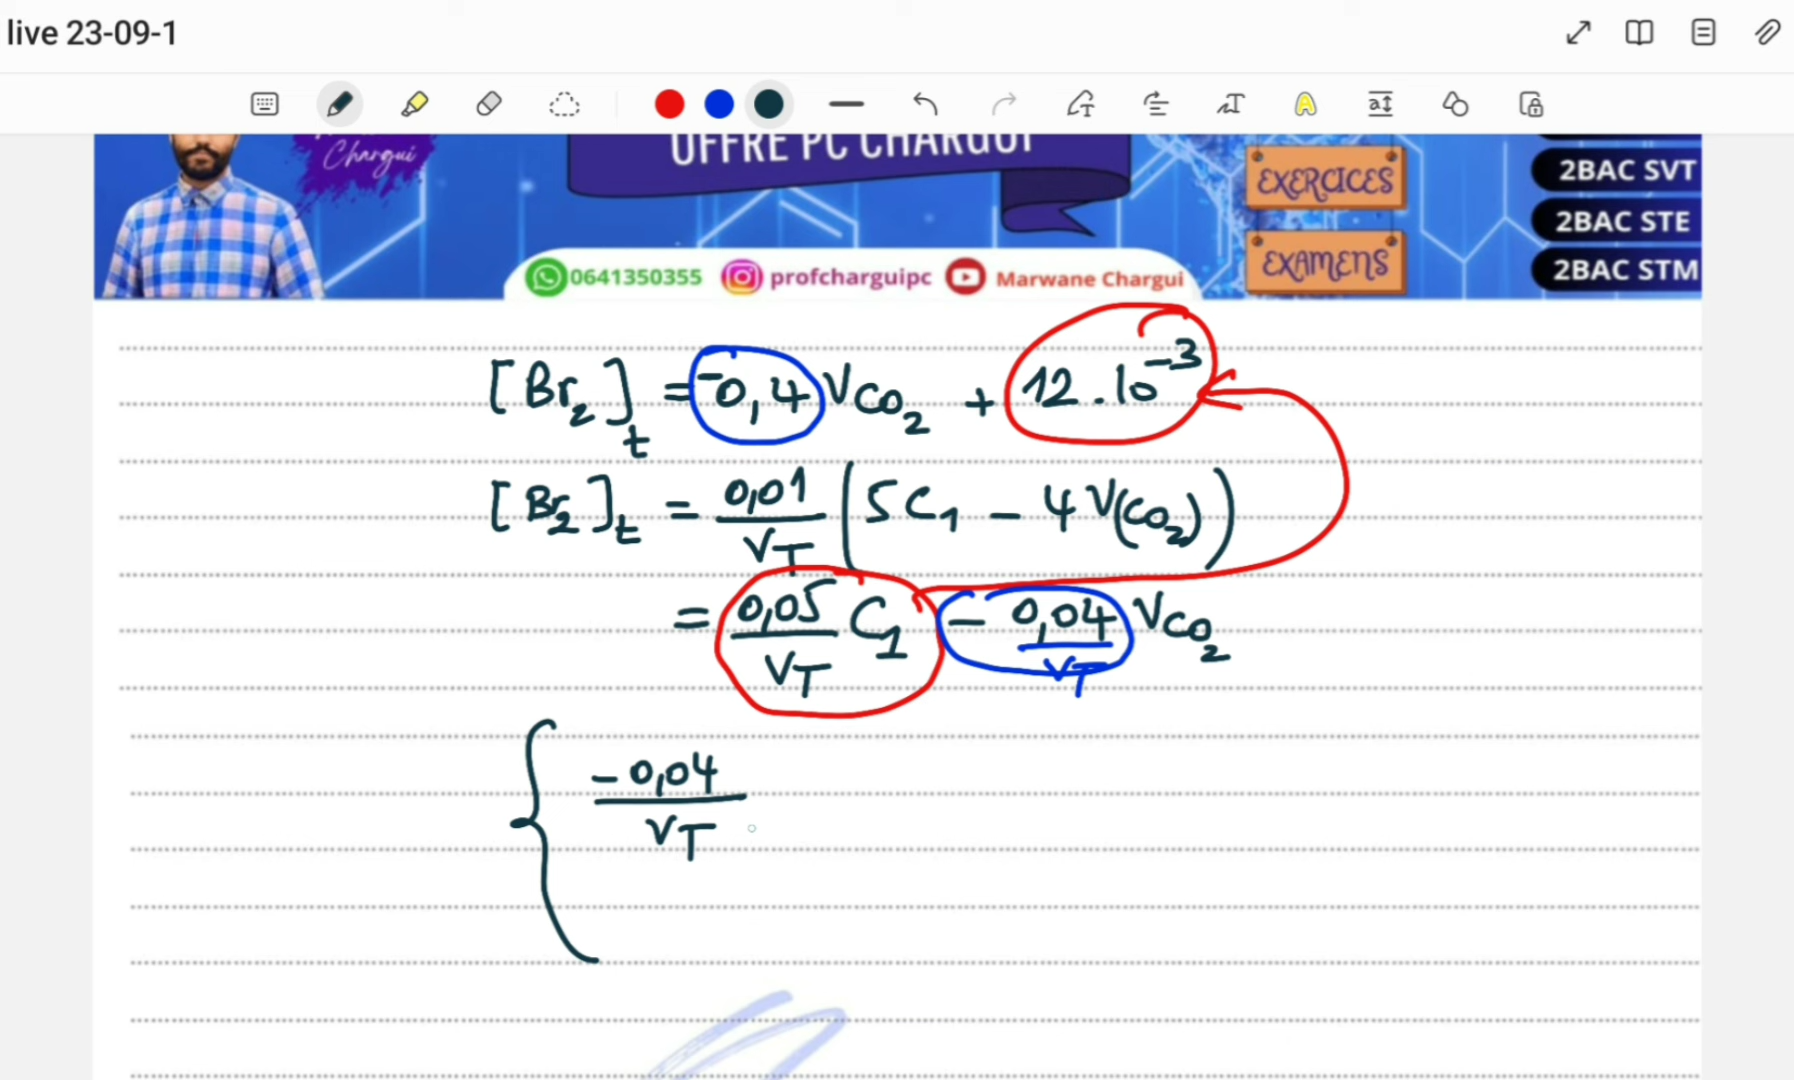 live 23-09-1
Chargui
OFFRE PC CHARGUI
EXERCICES
EXAMENS
2BAC SVT
2BAC STE
2BAC STM
0641350355 profcharguipc Marwane Chargui
[Br₂]t = -0,4 VCO₂ + 12.10⁻³
[Br₂]t = 0,01/VT (5C₁ - 4V(CO₂))
= 0,05/VT C₁ - 0,04/VT VCO₂
{ -0,04/VT